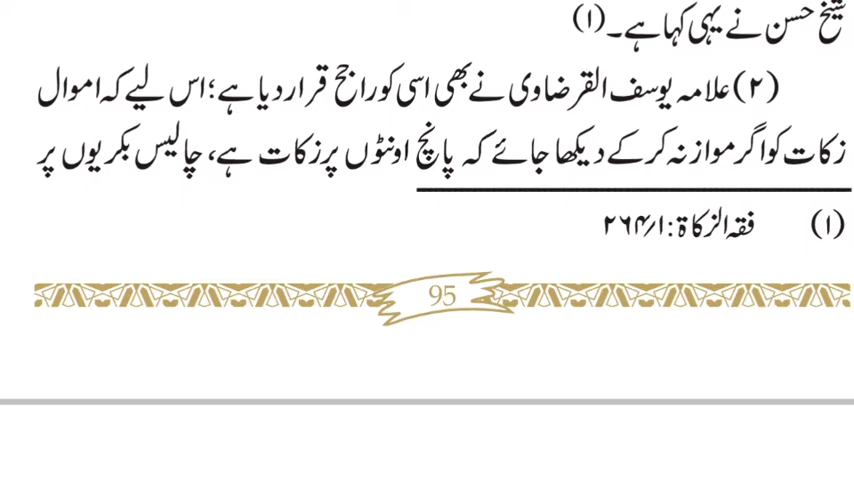 شیخ حسن نے یہی کہا ہے۔(۱)
(۲) علامہ یوسف القرضاوی نے بھی اسی کو راجح قرار دیا ہے؛ اس لیے کہ اموال
زکات کو اگر موازنہ کر کے دیکھا جائے کہ پانچ اونٹوں پر زکات ہے، چالیس بکریوں پر
(۱) فقہ الزکاۃ: ۱/۲۶۴
95